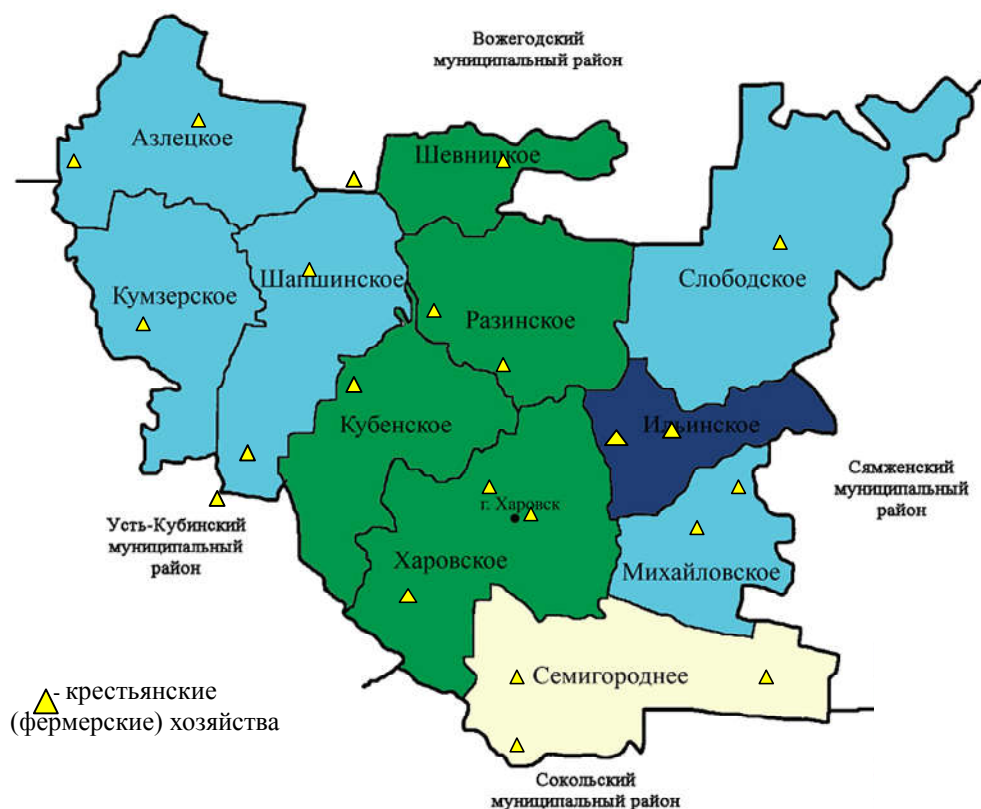 Вожегодский
муниципальный район
Азлецкое
Шевницкое
Шапшинское
Слободское
Кумзерское
Разинское
Кубенское
Ильинское
Сямженский
муниципальный
район
г. Харовск
Усть-Кубинский
муниципальный
район
Харовское
Михайловское
Семигороднее
- крестьянские
(фермерские) хозяйства
Сокольский
муниципальный район